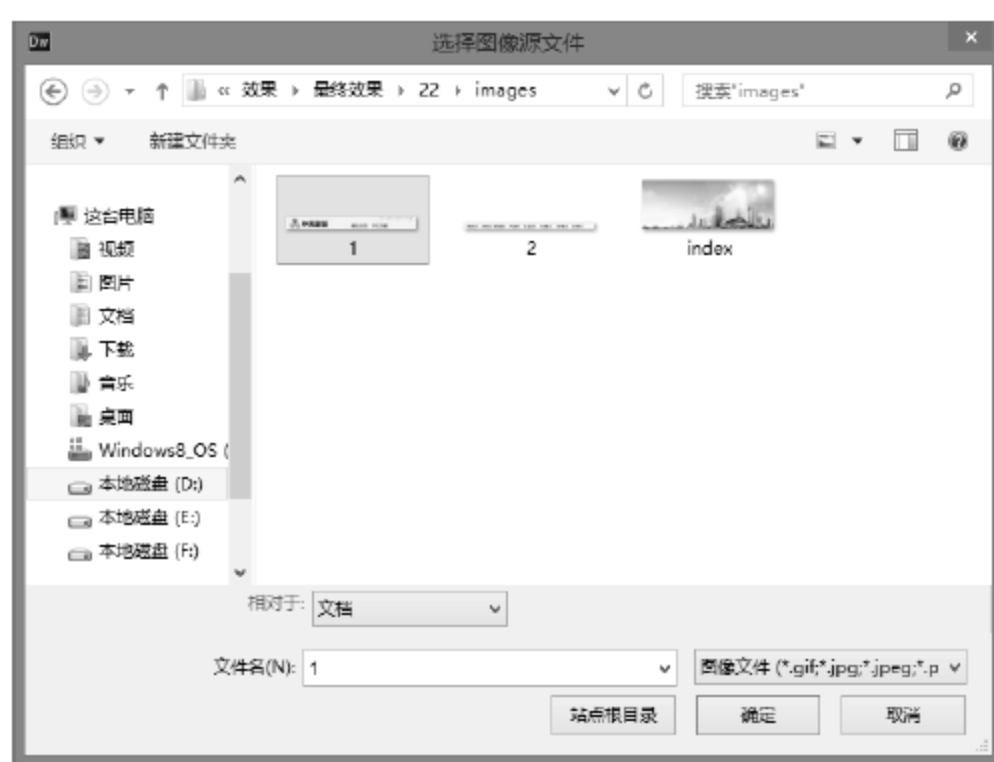 Dw 选择图像源文件 ×
« 效果 › 最终效果 › 22 › images 搜索"images"
组织 ▼ 新建文件夹
这台电脑
视频
图片
文档
下载
音乐
桌面
Windows8_OS (
本地磁盘 (D:)
本地磁盘 (E:)
本地磁盘 (F:)
1 2 index
相对于: 文档
文件名(N): 1 图像文件 (*.gif;*.jpg;*.jpeg;*.p
站点根目录 确定 取消